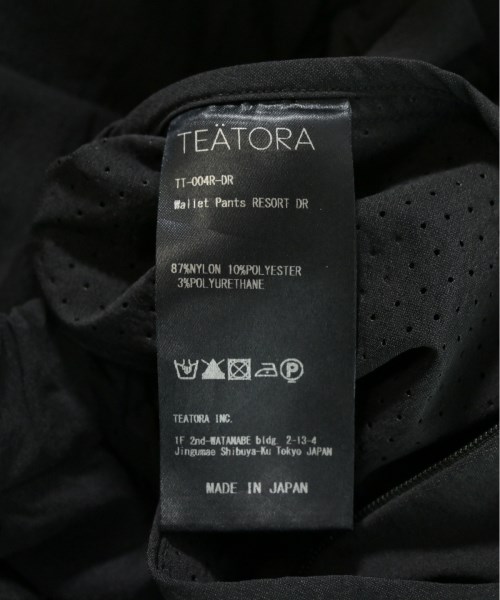 TEÄTORA
TT-004R-DR
Wallet Pants RESORT DR
87%NYLON 10%POLYESTER
3%POLYURETHANE
P
TEATORA INC.
1F 2nd-WATANABE bldg. 2-13-4
Jingumae Shibuya-Ku Tokyo JAPAN
MADE IN JAPAN